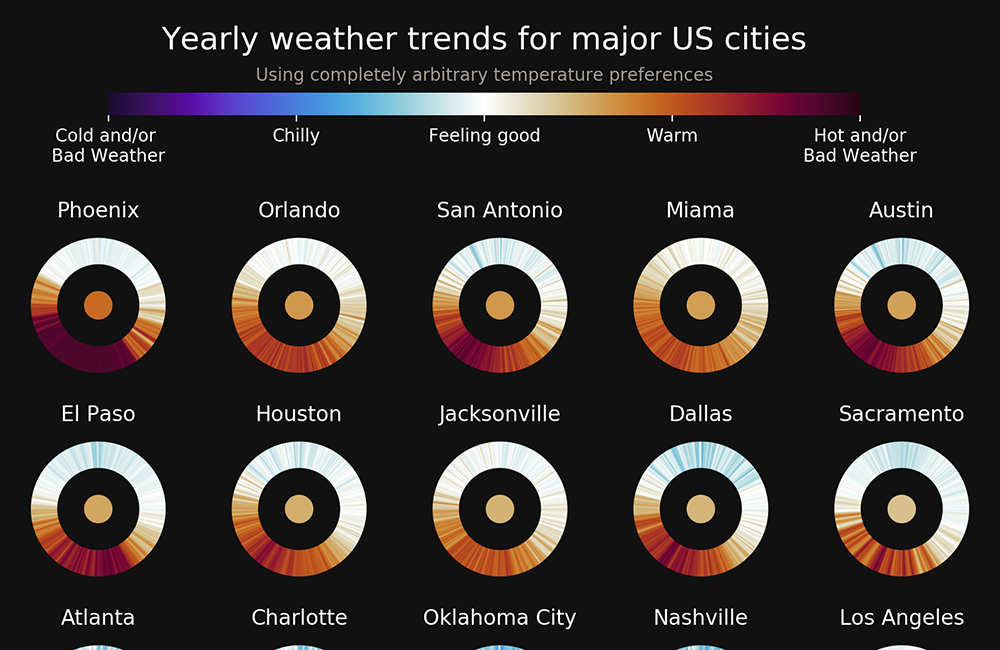 Yearly weather trends for major US cities
Using completely arbitrary temperature preferences
Cold and/or
Bad Weather
Chilly
Feeling good
Warm
Hot and/or
Bad Weather
Phoenix
Orlando
San Antonio
Miama
Austin
El Paso
Houston
Jacksonville
Dallas
Sacramento
Atlanta
Charlotte
Oklahoma City
Nashville
Los Angeles